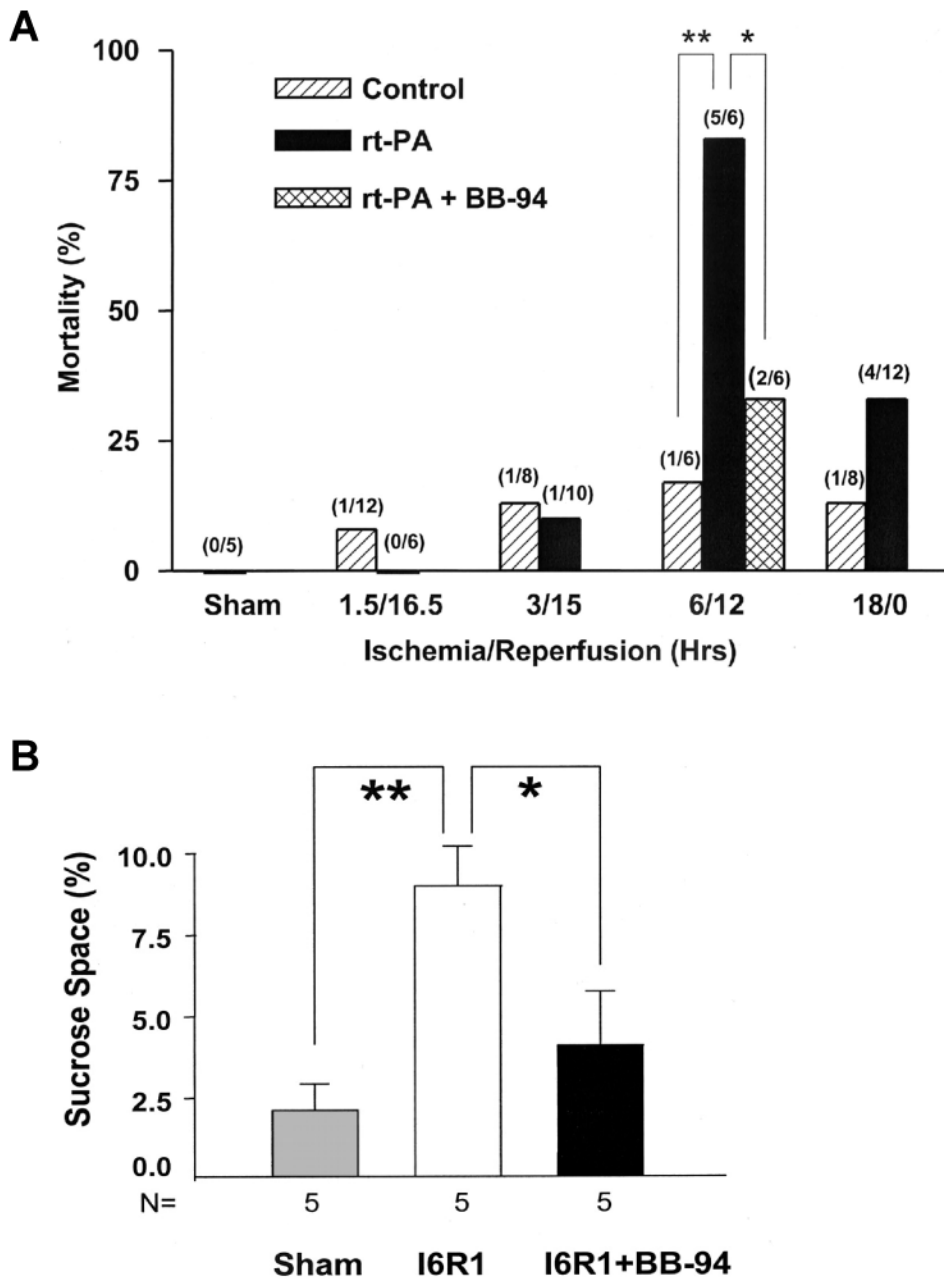 A
** *
100
Control
(5/6)
rt-PA
75
rt-PA + BB-94
Mortality (%)
50
(2/6)
(4/12)
25
(1/6)
(1/8)
(1/8)
(1/10)
(1/12)
(0/5)
(0/6)
0
Sham 1.5/16.5 3/15 6/12 18/0
Ischemia/Reperfusion (Hrs)
B
** *
10.0
7.5
Sucrose Space (%)
5.0
2.5
0.0
N= 5 5 5
Sham I6R1 I6R1+BB-94